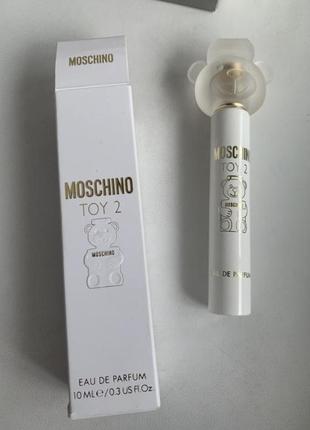 MOSCHINO
MOSCHINO
TOY 2
MOSCHINO
EAU DE PARFUM
10 ML℮/0.3 US Fl.Oz.
MOSCHINO
TOY 2
EAU DE PARFUM